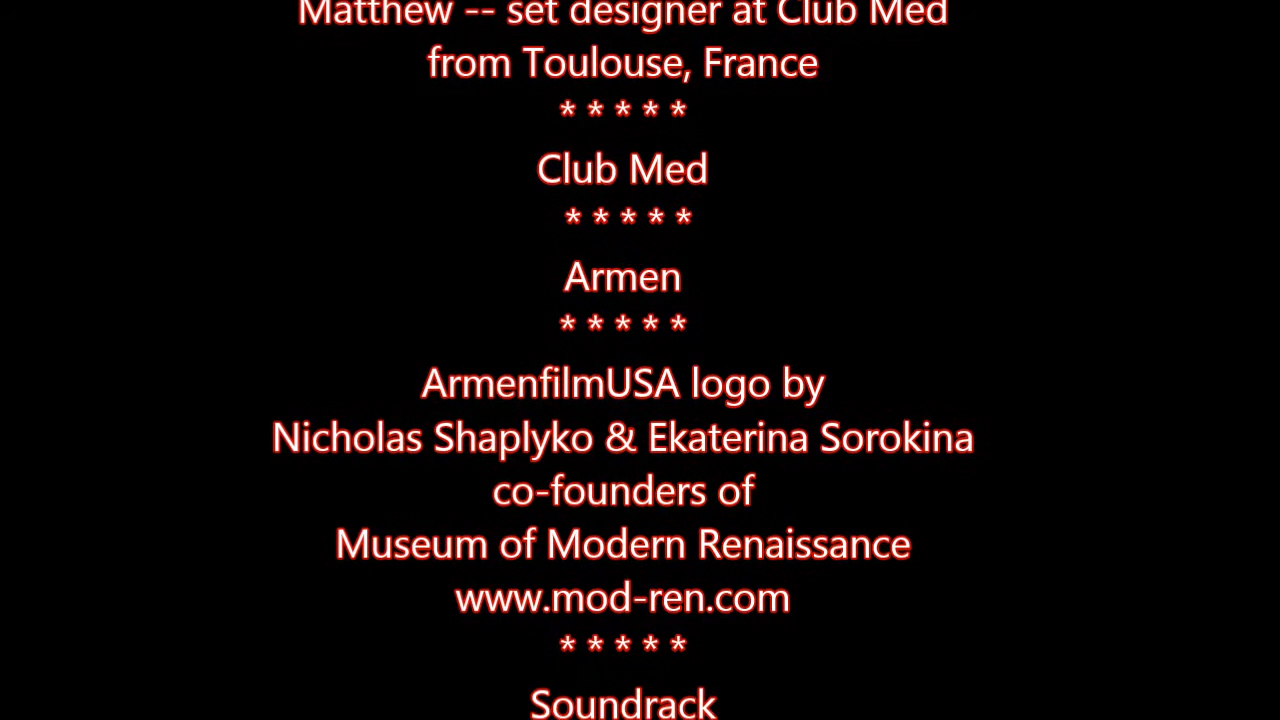 Matthew -- set designer at Club Med
from Toulouse, France
* * * * *
Club Med
* * * * *
Armen
* * * * *
ArmenfilmUSA logo by
Nicholas Shaplyko & Ekaterina Sorokina
co-founders of
Museum of Modern Renaissance
www.mod-ren.com
* * * * *
Soundrack